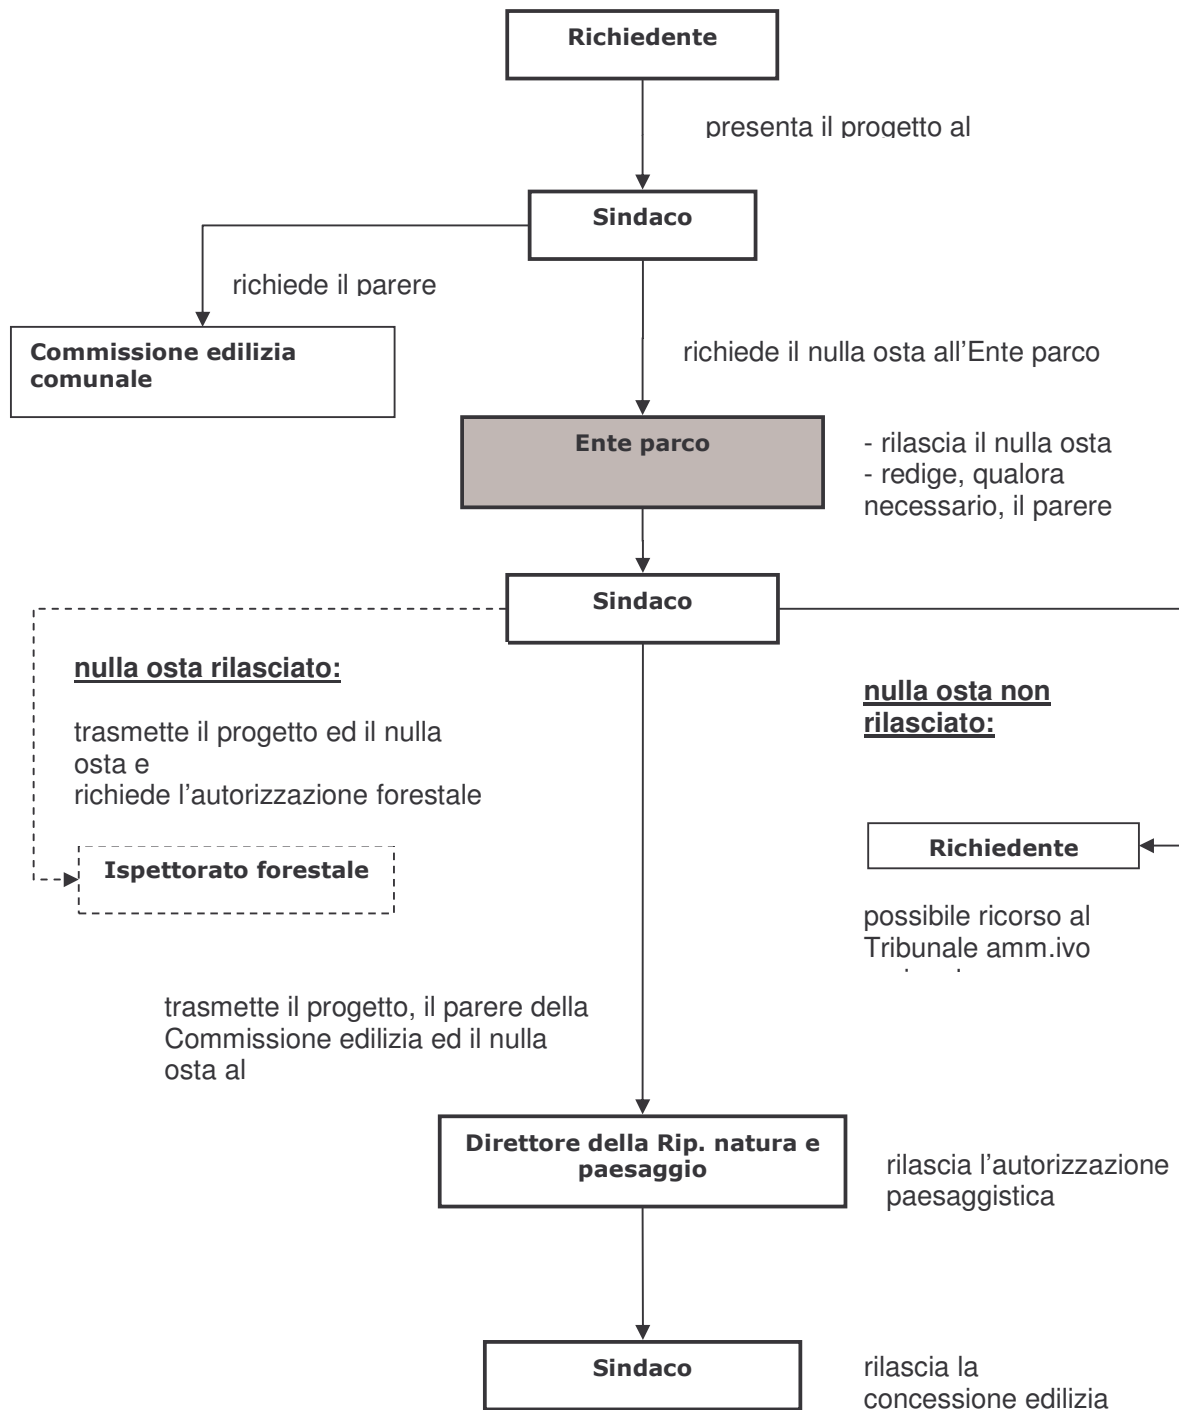 Richiedente
presenta il progetto al
Sindaco
richiede il parere
Commissione edilizia
comunale
richiede il nulla osta all’Ente parco
Ente parco
- rilascia il nulla osta
- redige, qualora
necessario, il parere
Sindaco
nulla osta rilasciato:
trasmette il progetto ed il nulla
osta e
richiede l’autorizzazione forestale
Ispettorato forestale
nulla osta non
rilasciato:
Richiedente
possibile ricorso al
Tribunale amm.ivo
trasmette il progetto, il parere della
Commissione edilizia ed il nulla
osta al
Direttore della Rip. natura e
paesaggio
rilascia l’autorizzazione
paesaggistica
Sindaco
rilascia la
concessione edilizia